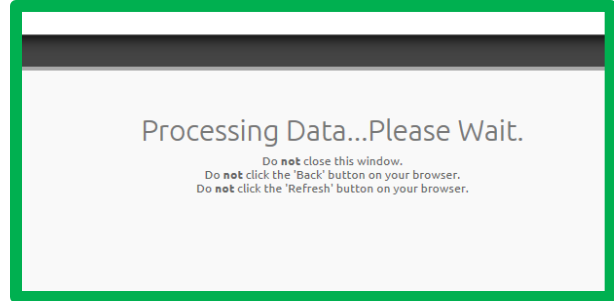 Processing Data...Please Wait.
Do not close this window.
Do not click the 'Back' button on your browser.
Do not click the 'Refresh' button on your browser.